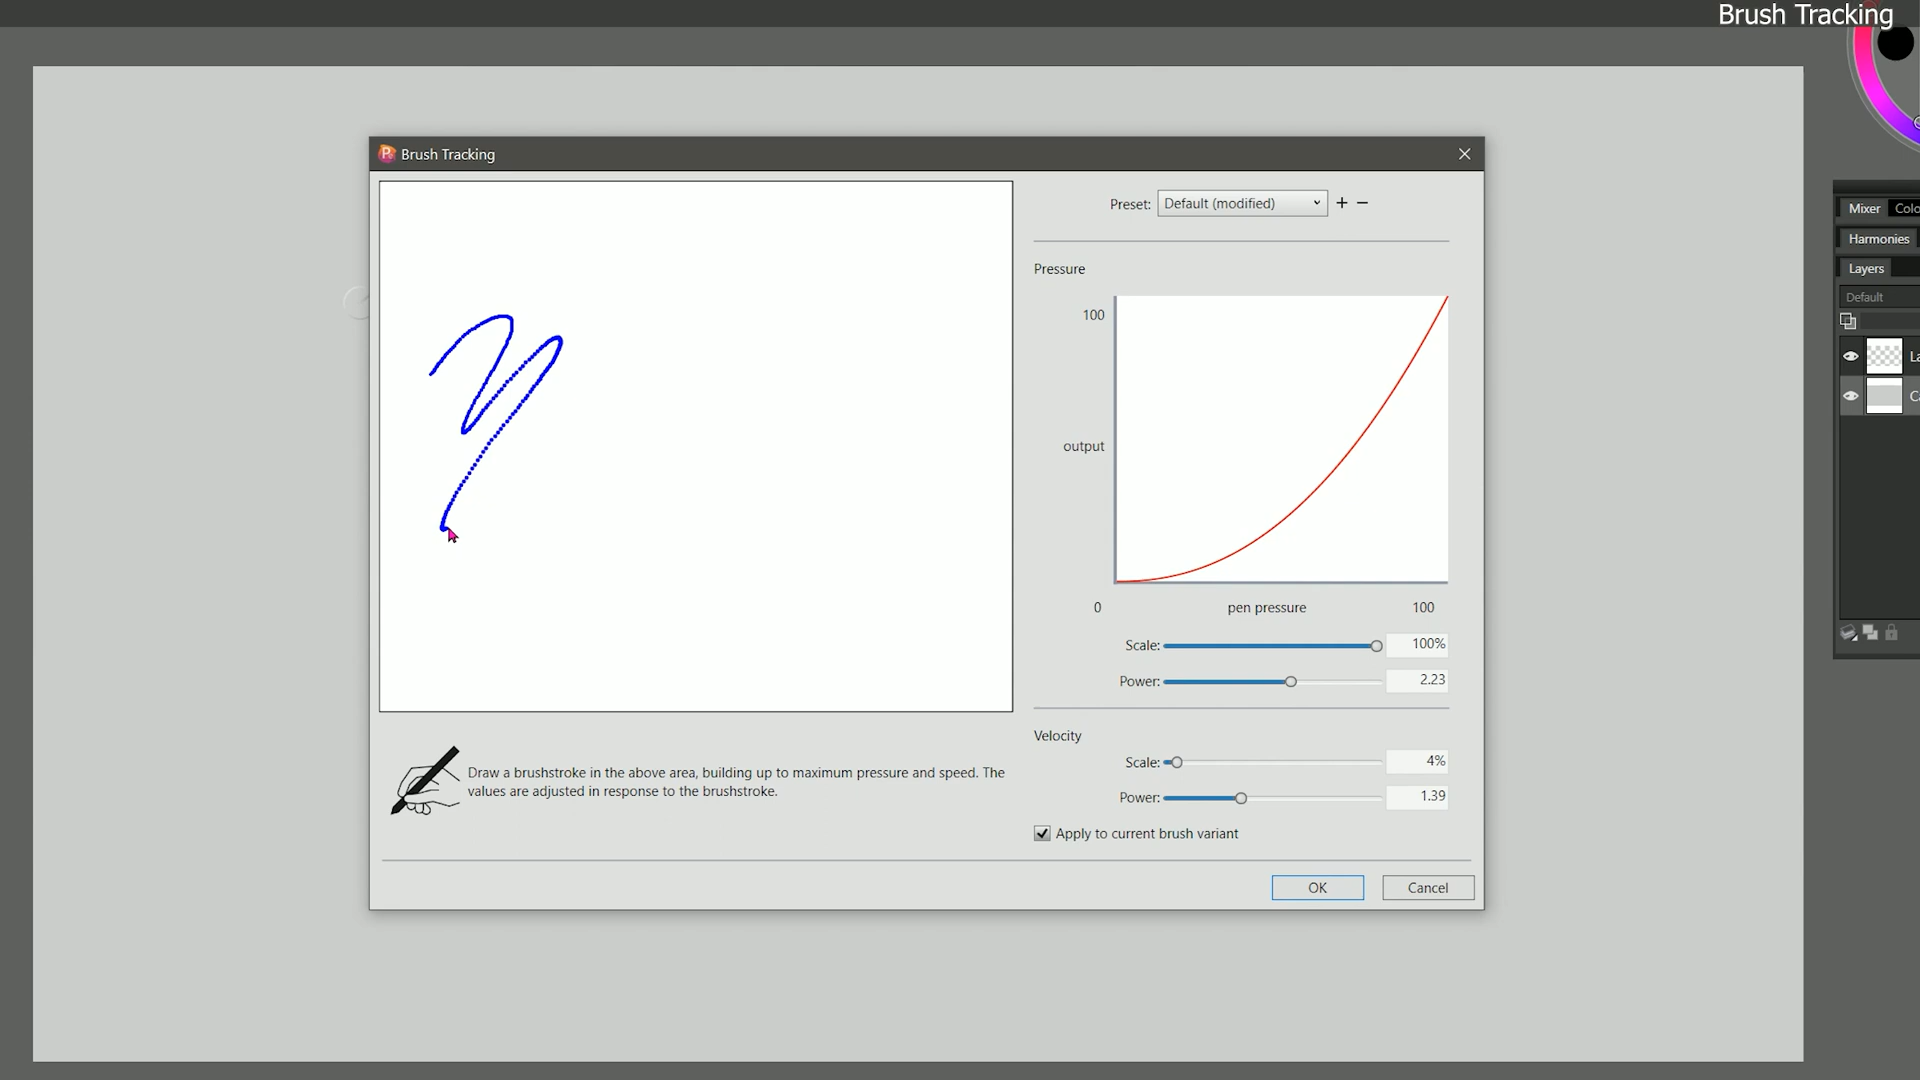 Brush Tracking
Brush Tracking
Preset: Default (modified)
Pressure
100
output
0 pen pressure 100
Scale: 100%
Power: 2.23
Velocity
Scale: 4%
Power: 1.39
Apply to current brush variant
Draw a brushstroke in the above area, building up to maximum pressure and speed. The
values are adjusted in response to the brushstroke.
OK Cancel
Mixer Colo
Harmonies
Layers
Default
La
Ca